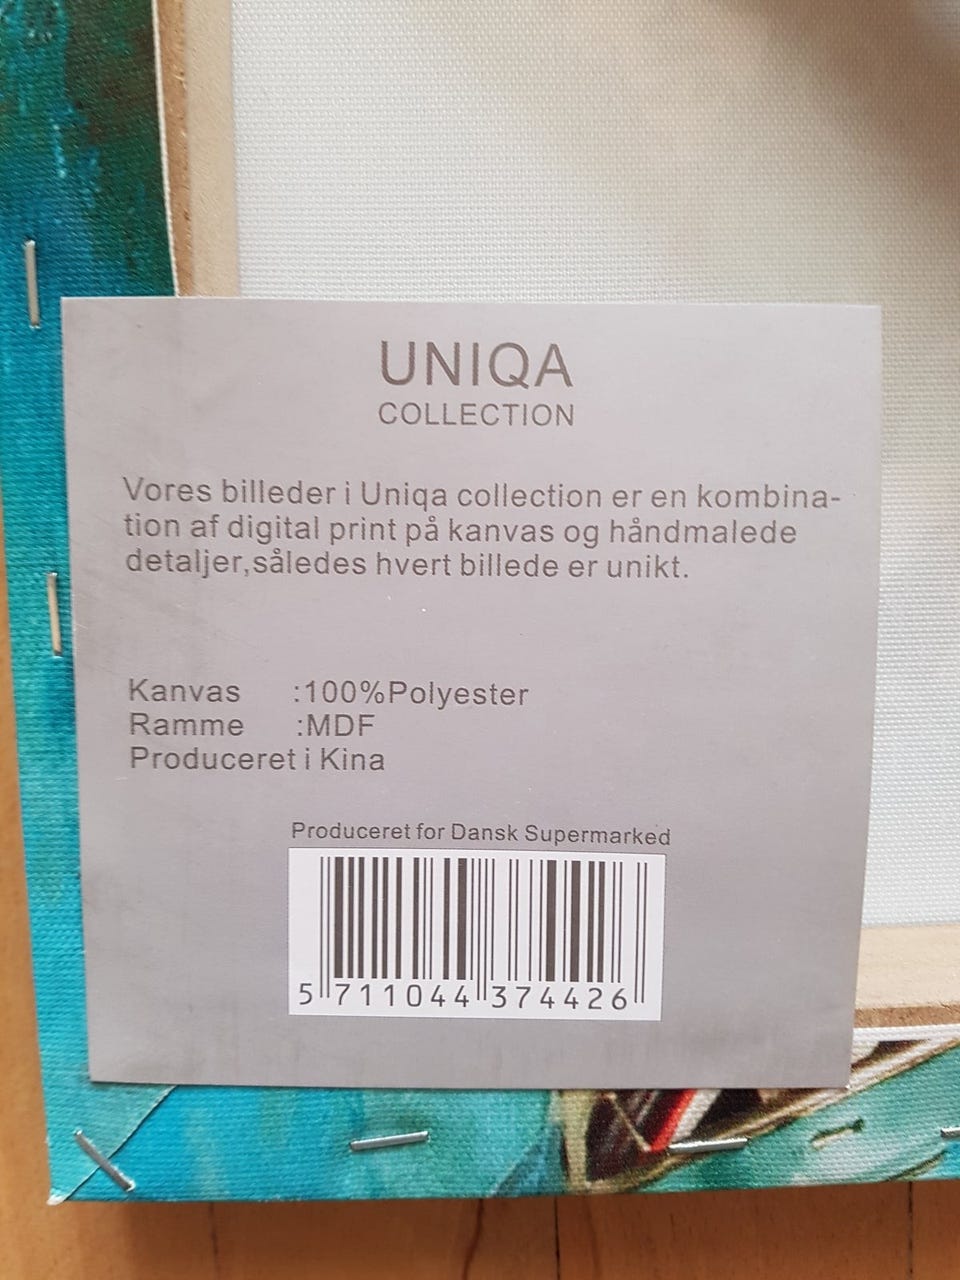 UNIQA
COLLECTION
Vores billeder i Uniqa collection er en kombina-
tion af digital print på kanvas og håndmalede
detaljer,således hvert billede er unikt.
Kanvas :100%Polyester
Ramme :MDF
Produceret i Kina
Produceret for Dansk Supermarked
5 711044 374426